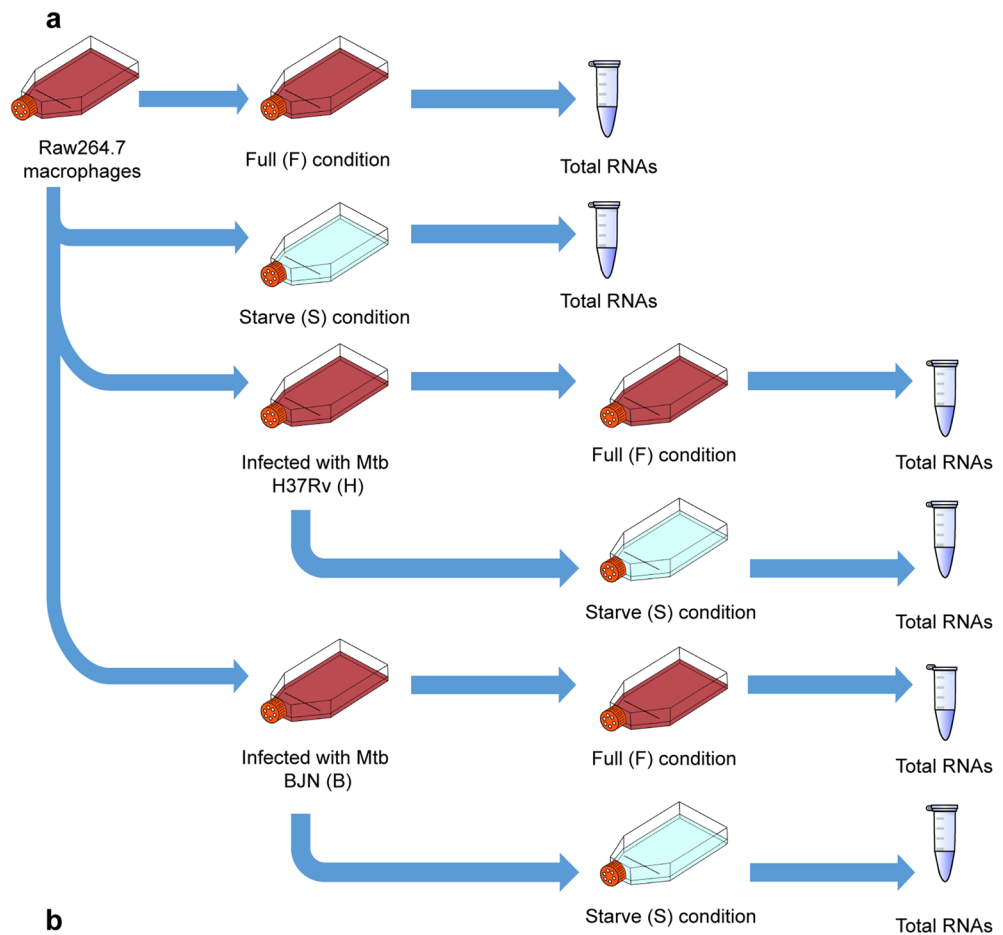 a
Raw264.7
macrophages
Full (F) condition
Total RNAs
Starve (S) condition
Total RNAs
Infected with Mtb
H37Rv (H)
Full (F) condition
Total RNAs
Starve (S) condition
Total RNAs
Infected with Mtb
BJN (B)
Full (F) condition
Total RNAs
Starve (S) condition
Total RNAs
b